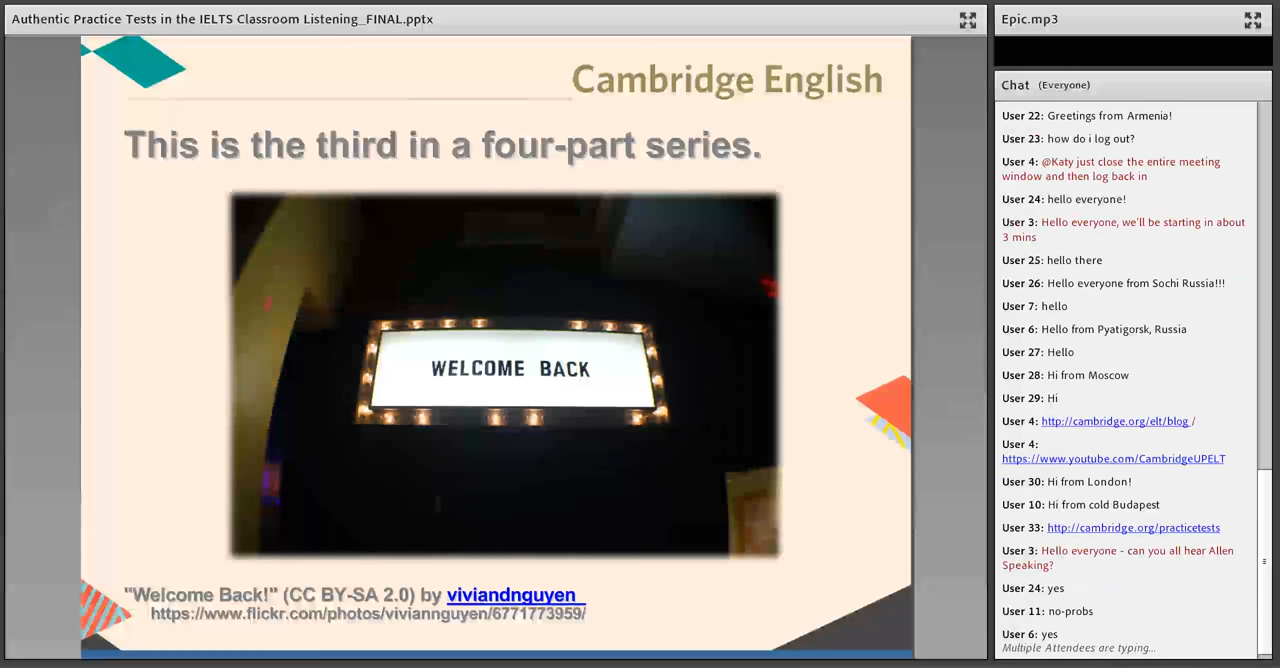 Authentic Practice Tests in the IELTS Classroom Listening_FINAL.pptx
Cambridge English
This is the third in a four-part series.
WELCOME BACK
"Welcome Back!" (CC BY-SA 2.0) by viviandnguyen_
https://www.flickr.com/photos/viviannguyen/6771773959/
Epic.mp3
Chat (Everyone)
User 22: Greetings from Armenia!
User 23: how do i log out?
User 4: @Katy just close the entire meeting
window and then log back in
User 24: hello everyone!
User 3: Hello everyone, we'll be starting in about
3 mins
User 25: hello there
User 26: Hello everyone from Sochi Russia!!!
User 7: hello
User 6: Hello from Pyatigorsk, Russia
User 27: Hello
User 28: Hi from Moscow
User 29: Hi
User 4: http://cambridge.org/elt/blog /
User 4:
https://www.youtube.com/CambridgeUPELT
User 30: Hi from London!
User 10: Hi from cold Budapest
User 33: http://cambridge.org/practicetests
User 3: Hello everyone - can you all hear Allen
Speaking?
User 24: yes
User 11: no-probs
User 6: yes
Multiple Attendees are typing...